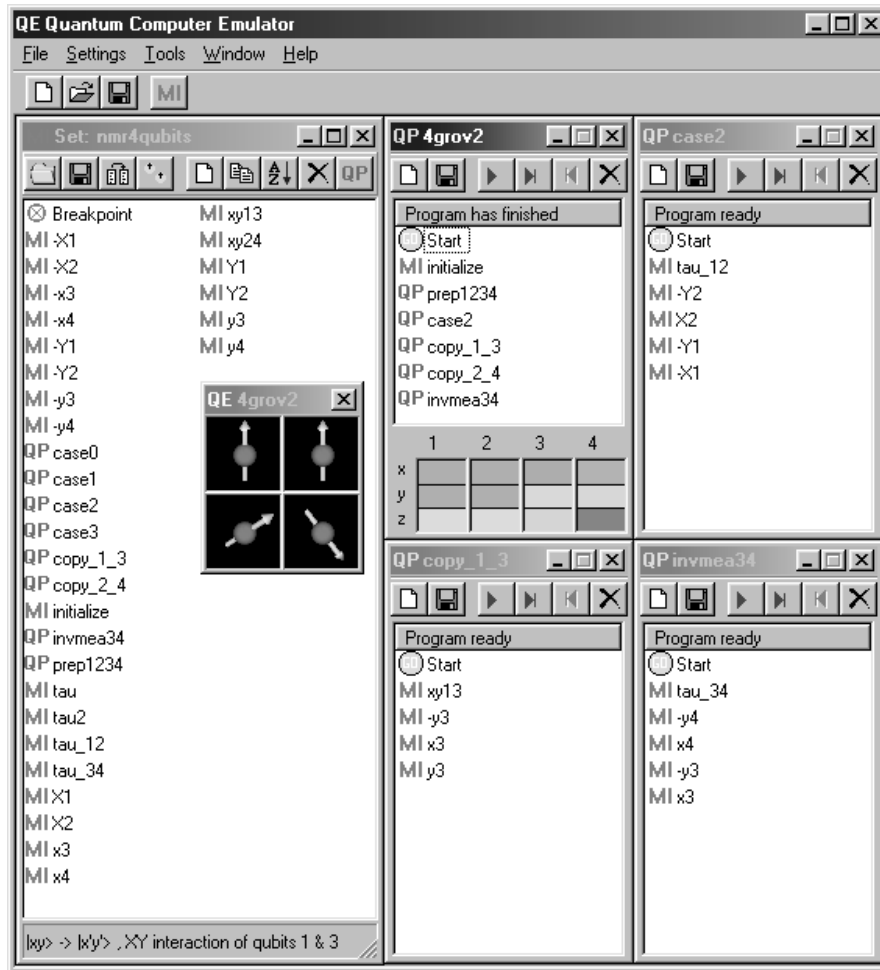 QE Quantum Computer Emulator
File Settings Tools Window Help
MI
Set: nmr4qubits
QP
Breakpoint
MI -X1
MI -X2
MI -x3
MI -x4
MI -Y1
MI -Y2
MI -y3
MI -y4
QP case0
QP case1
QP case2
QP case3
QP copy_1_3
QP copy_2_4
MI initialize
QP invmea34
QP prep1234
MI tau
MI tau2
MI tau_12
MI tau_34
MI X1
MI X2
MI x3
MI x4
MI xy13
MI xy24
MI Y1
MI Y2
MI y3
MI y4
|xy> -> |x'y'> , XY interaction of qubits 1 & 3
QE 4grov2
QP 4grov2
Program has finished
GO Start
MI initialize
QP prep1234
QP case2
QP copy_1_3
QP copy_2_4
QP invmea34
1 2 3 4
x
y
z
QP case2
Program ready
GO Start
MI tau_12
MI -Y2
MI X2
MI -Y1
MI -X1
QP copy_1_3
Program ready
GO Start
MI xy13
MI -y3
MI x3
MI y3
QP invmea34
Program ready
GO Start
MI tau_34
MI -y4
MI x4
MI -y3
MI x3